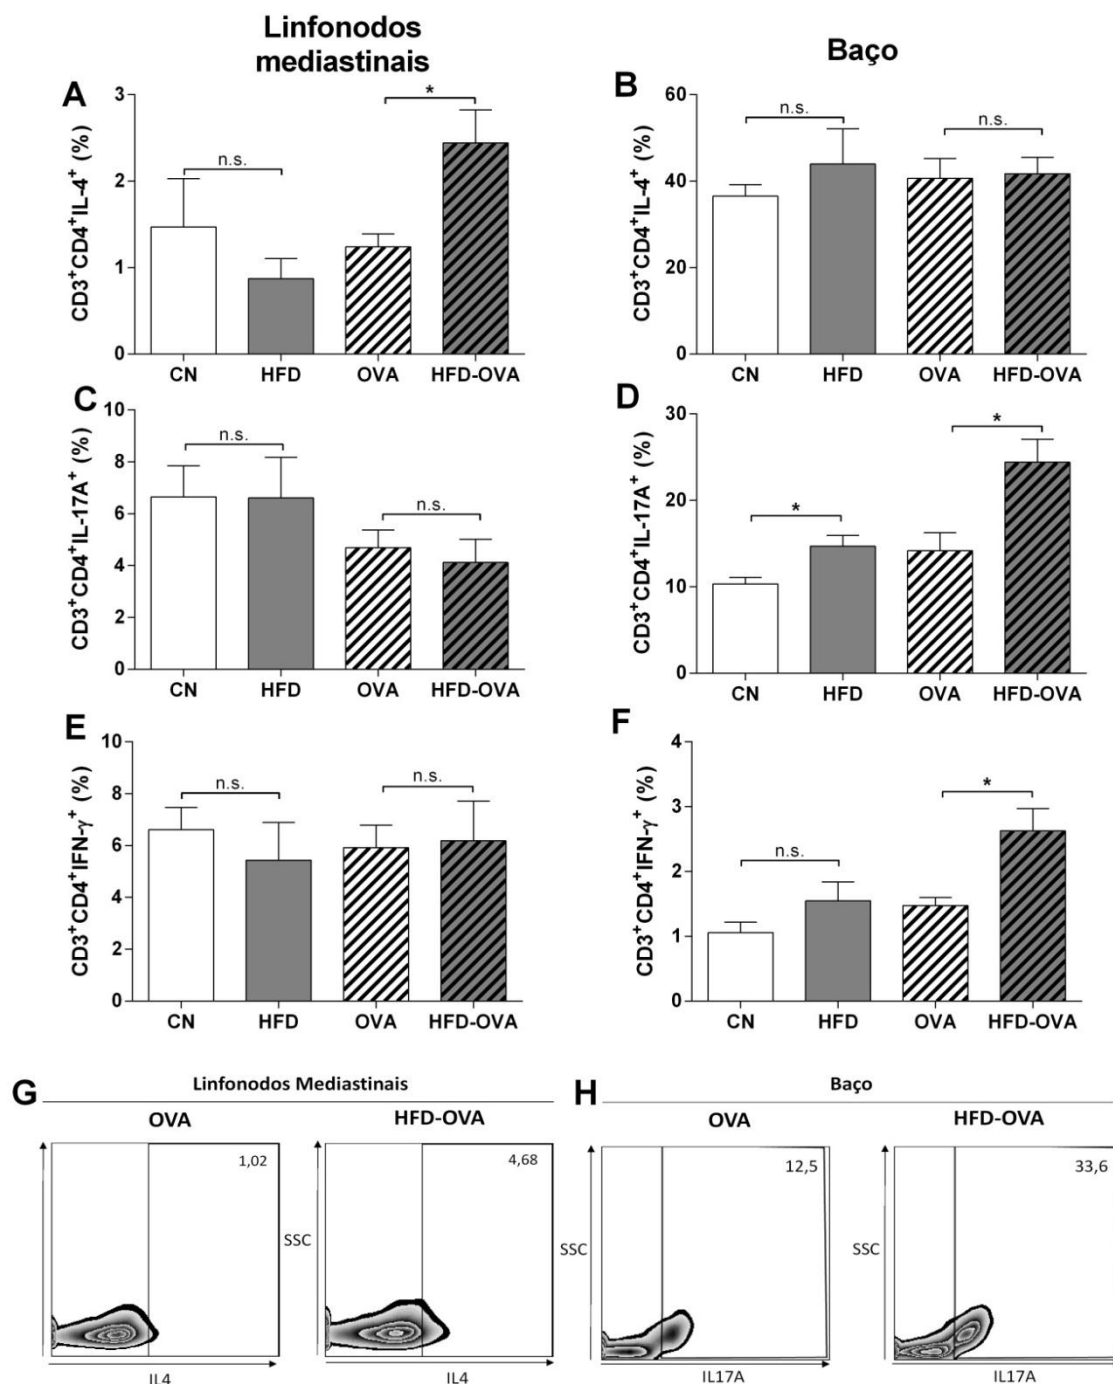 Linfonodos
mediastinais
Baço
A
CD3⁺CD4⁺IL-4⁺ (%)
3
2
1
0
n.s.
*
CN HFD OVA HFD-OVA
B
CD3⁺CD4⁺IL-4⁺ (%)
60
40
20
0
n.s.
n.s.
CN HFD OVA HFD-OVA
C
CD3⁺CD4⁺IL-17A⁺ (%)
10
8
6
4
2
0
n.s.
n.s.
CN HFD OVA HFD-OVA
D
CD3⁺CD4⁺IL-17A⁺ (%)
30
20
10
0
*
*
CN HFD OVA HFD-OVA
E
CD3⁺CD4⁺IFN-γ⁺ (%)
10
8
6
4
2
0
n.s.
n.s.
CN HFD OVA HFD-OVA
F
CD3⁺CD4⁺IFN-γ⁺ (%)
4
3
2
1
0
n.s.
*
CN HFD OVA HFD-OVA
G
Linfonodos Mediastinais
OVA
HFD-OVA
1,02
4,68
SSC
IL4
IL4
H
Baço
OVA
HFD-OVA
12,5
33,6
SSC
SSC
IL17A
IL17A